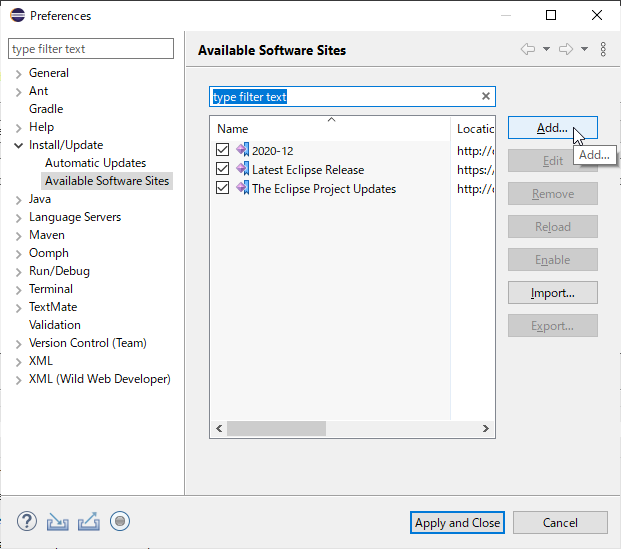 Preferences
type filter text
General
Ant
Gradle
Help
Install/Update
Automatic Updates
Available Software Sites
Java
Language Servers
Maven
Oomph
Run/Debug
Terminal
TextMate
Validation
Version Control (Team)
XML
XML (Wild Web Developer)
Available Software Sites
type filter text
Name Locatio
2020-12 http://
Latest Eclipse Release https:/
The Eclipse Project Updates http://
Add...
Add...
Edit
Remove
Reload
Enable
Import...
Export...
Apply and Close
Cancel